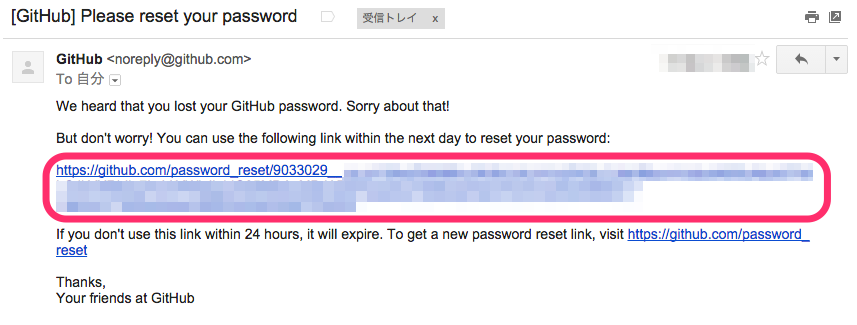 [GitHub] Please reset your password
受信トレイ x
GitHub <noreply@github.com>
To 自分
We heard that you lost your GitHub password. Sorry about that!
But don't worry! You can use the following link within the next day to reset your password:
https://github.com/password_reset/9033029__
If you don't use this link within 24 hours, it will expire. To get a new password reset link, visit https://github.com/password_
reset
Thanks,
Your friends at GitHub